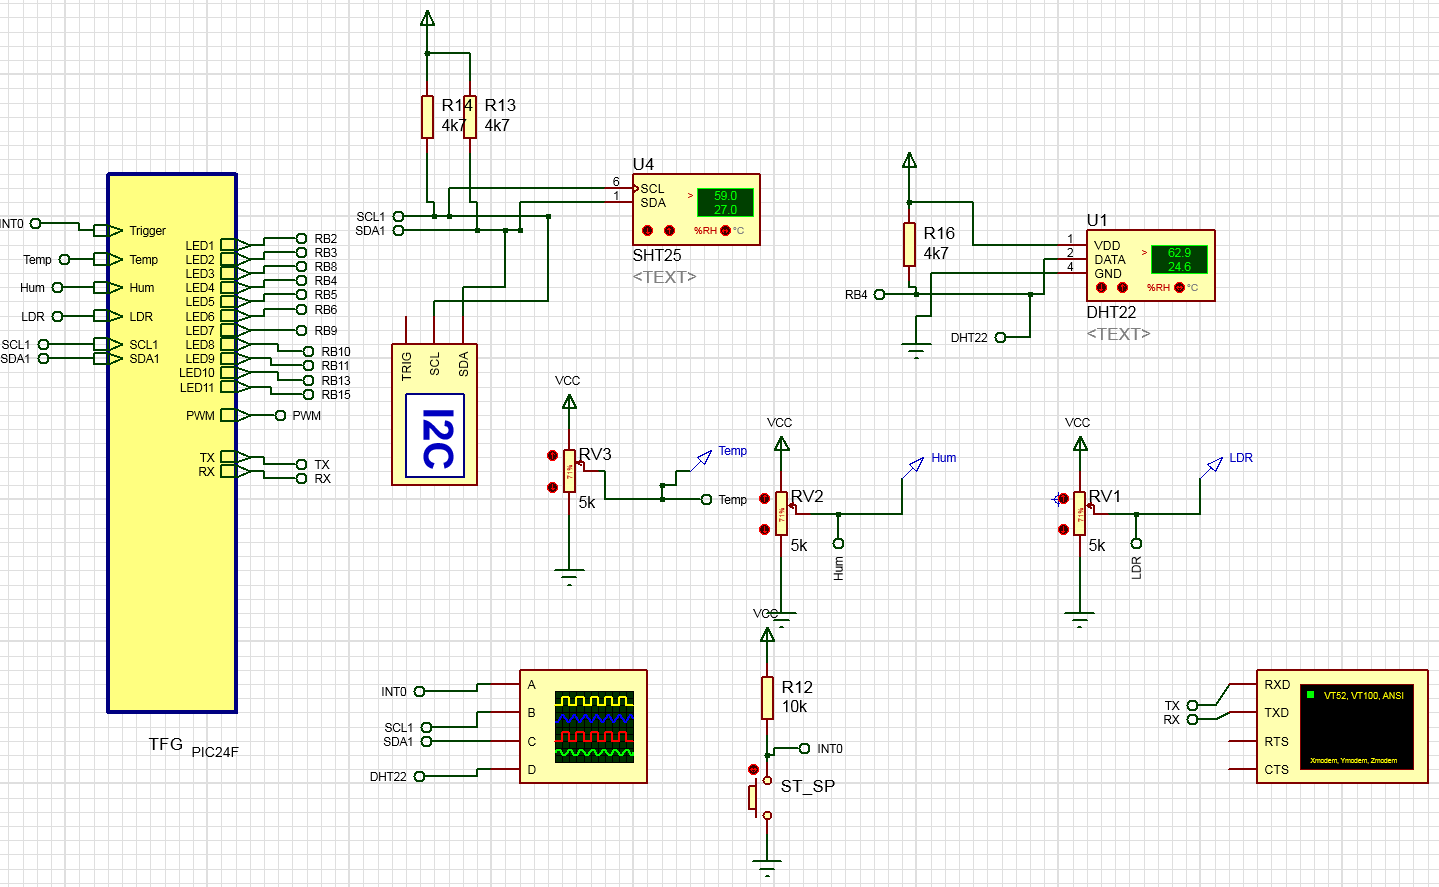 R14
4k7
R13
4k7
U4
6
1
SCL
SDA
>
59.0
27.0
%RH
°C
SHT25
<TEXT>
SCL1
SDA1
INT0
Temp
Hum
LDR
SCL1
SDA1
Trigger
Temp
Hum
LDR
SCL1
SDA1
LED1
LED2
LED3
LED4
LED5
LED6
LED7
LED8
LED9
LED10
LED11
PWM
TX
RX
RB2
RB3
RB8
RB4
RB5
RB6
RB9
RB10
RB11
RB13
RB15
PWM
TX
RX
TFG
PIC24F
TRIG
SCL
SDA
I2C
R16
4k7
U1
1
2
4
VDD
DATA
GND
>
62.9
24.6
%RH
°C
DHT22
<TEXT>
RB4
DHT22
VCC
RV3
71%
5k
Temp
Temp
VCC
RV2
71%
5k
Hum
Hum
VCC
RV1
71%
5k
LDR
LDR
INT0
SCL1
SDA1
DHT22
A
B
C
D
VCC
R12
10k
INT0
ST_SP
TX
RX
RXD
TXD
RTS
CTS
VT52, VT100, ANSI
Xmodem, Ymodem, Zmodem